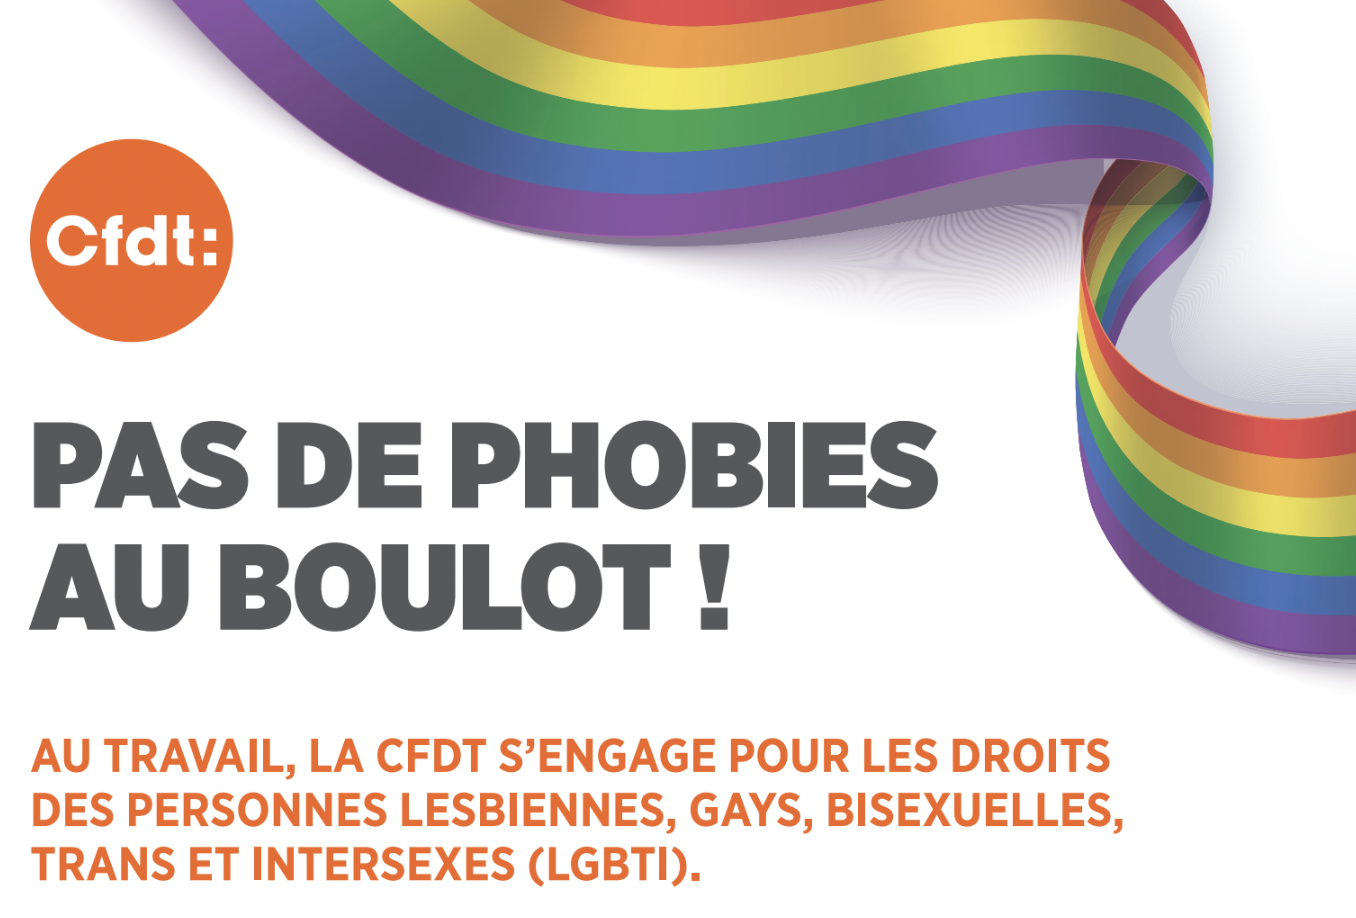 Cfdt:
PAS DE PHOBIES
AU BOULOT !
AU TRAVAIL, LA CFDT S’ENGAGE POUR LES DROITS
DES PERSONNES LESBIENNES, GAYS, BISEXUELLES,
TRANS ET INTERSEXES (LGBTI).